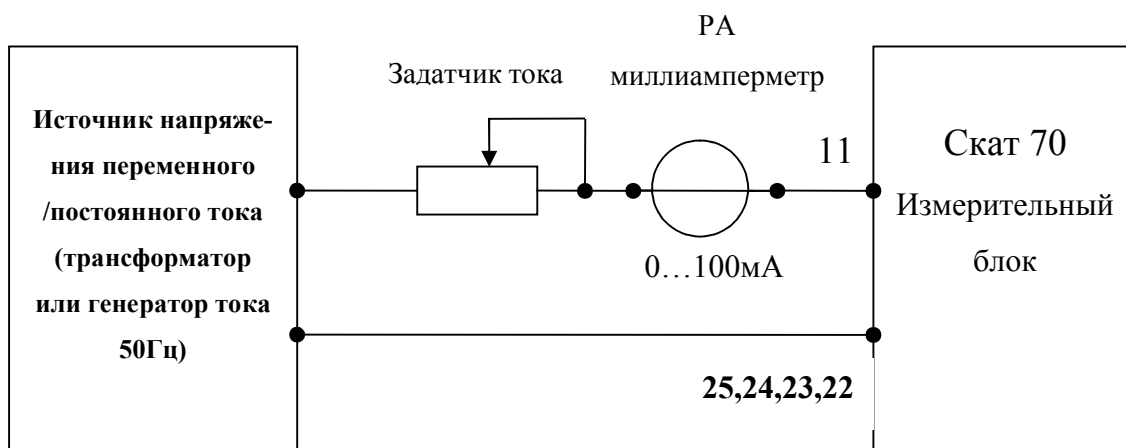 Источник напряже-
ния переменного
/постоянного тока
(трансформатор
или генератор тока
50Гц)
Задатчик тока
PA
миллиамперметр
0…100мА
11
25,24,23,22
Скат 70
Измерительный
блок